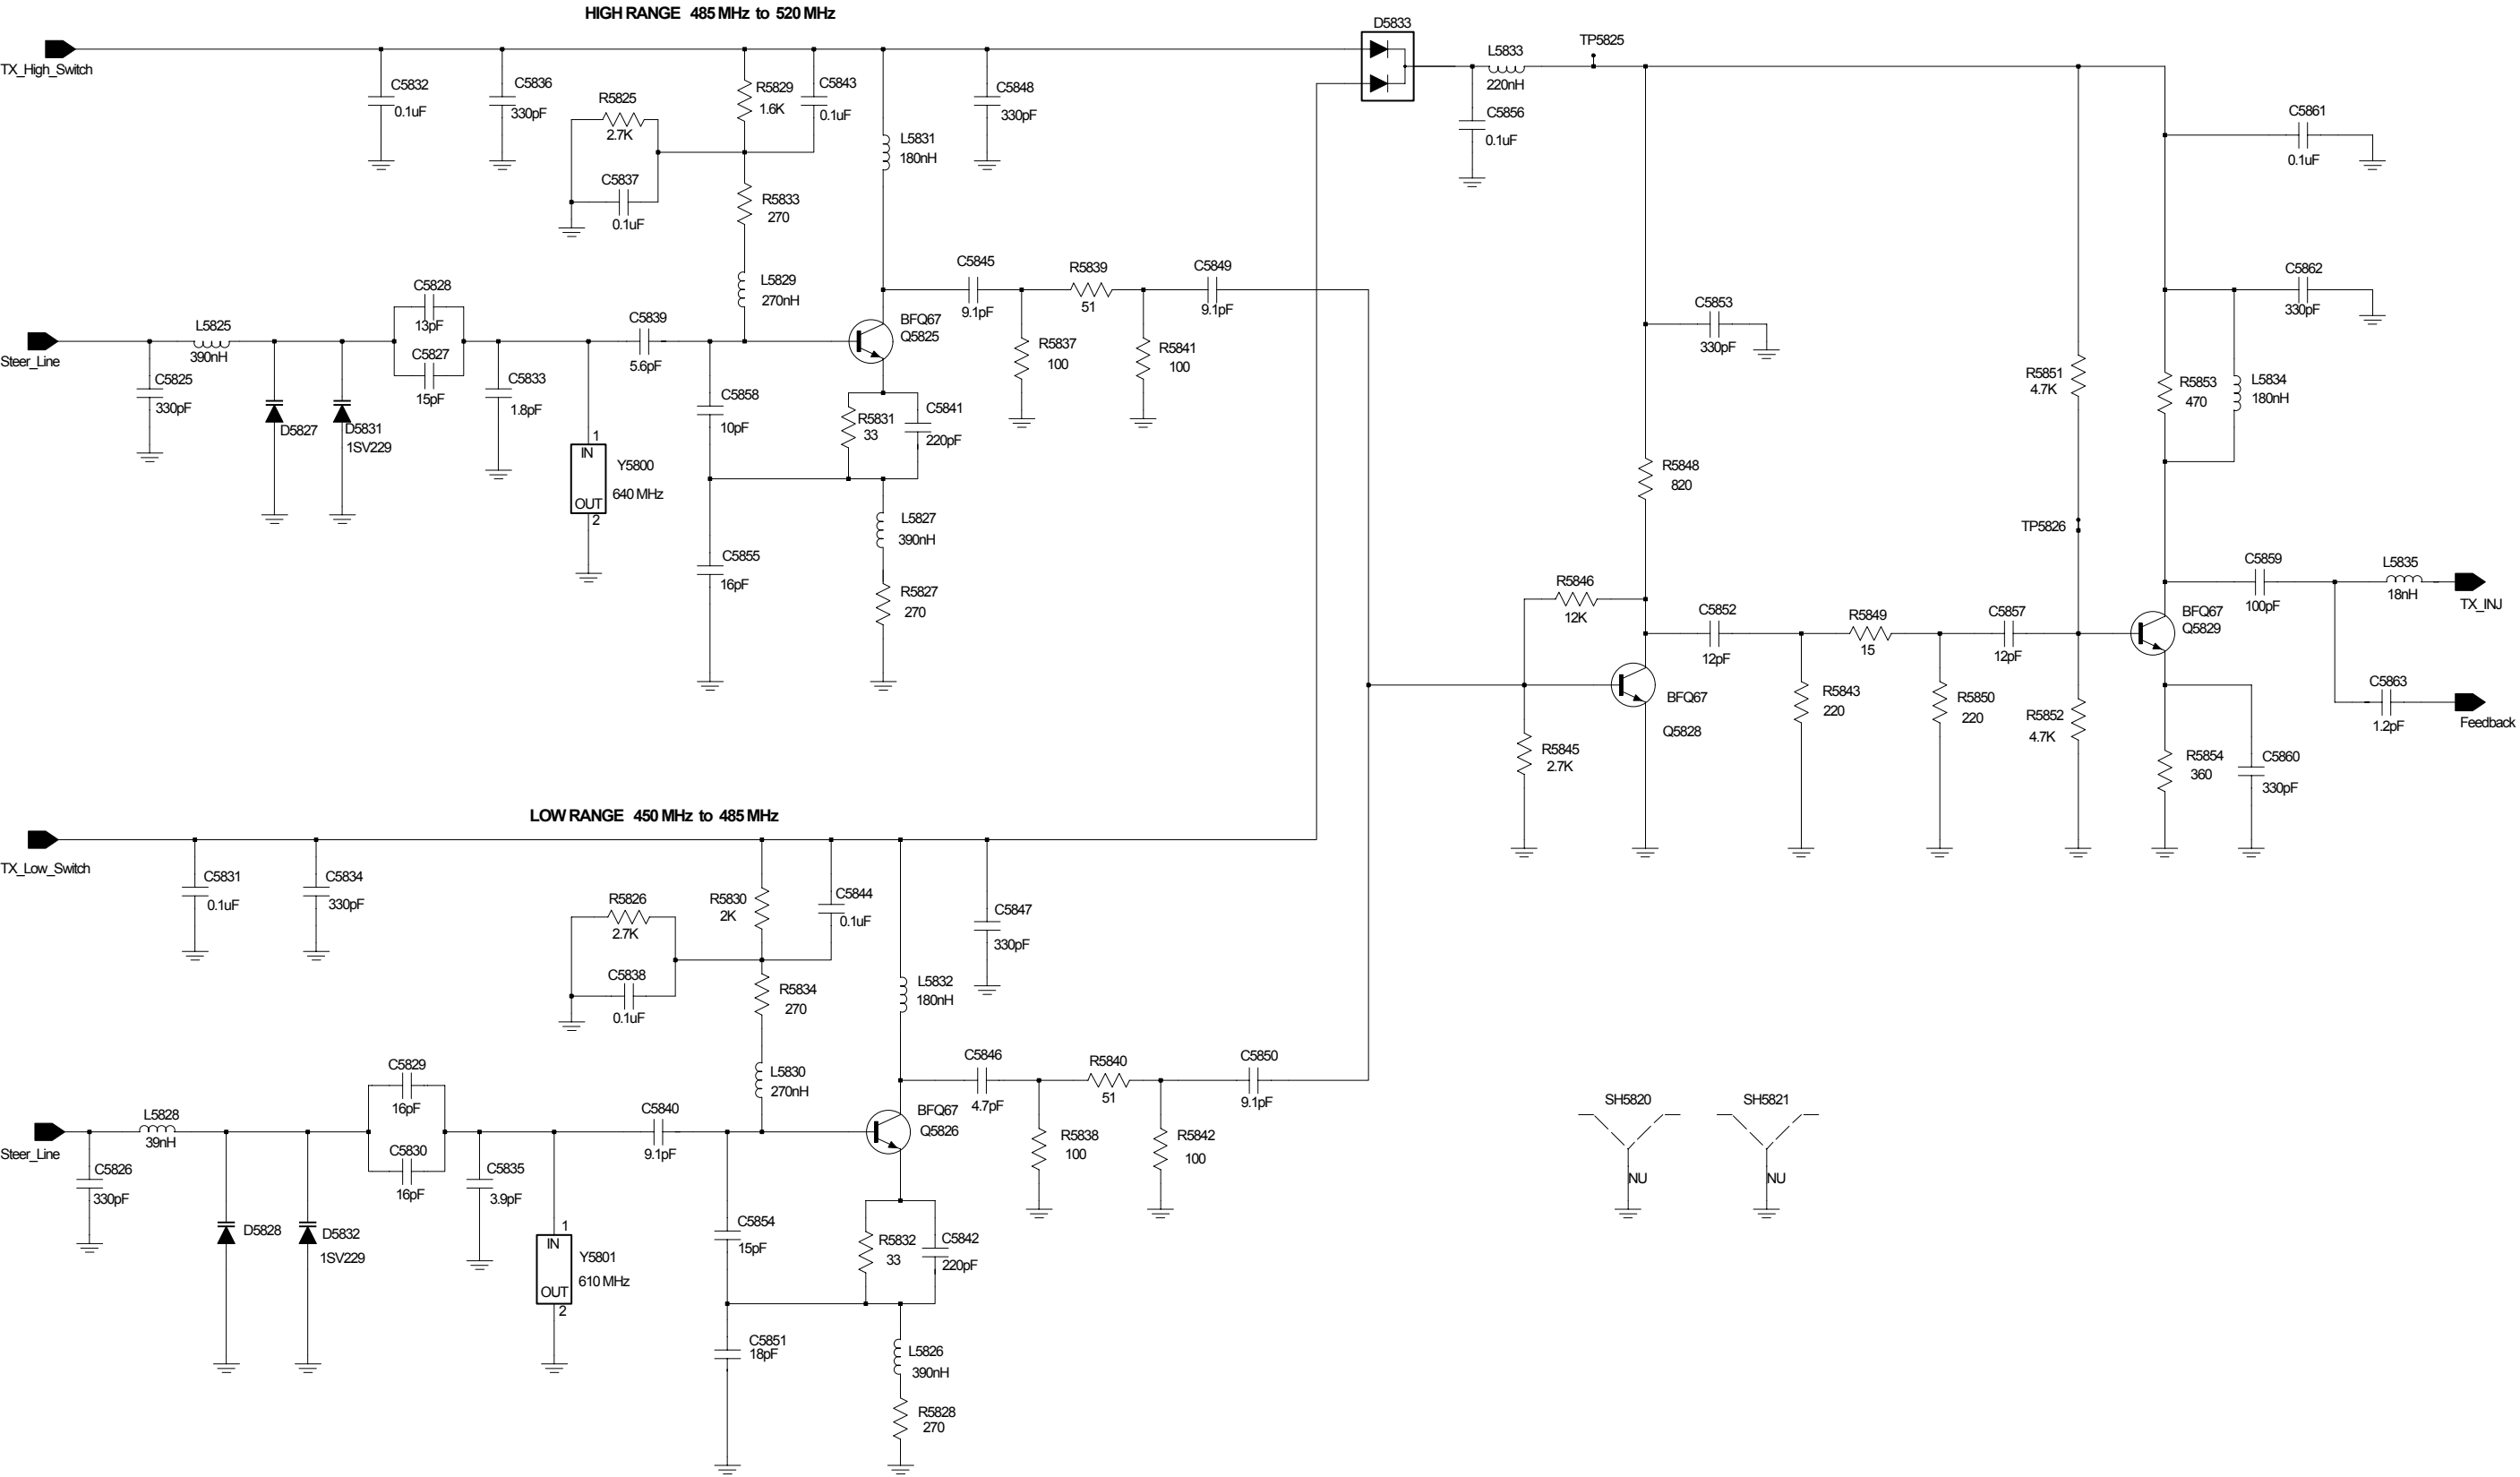 HIGH RANGE 485 MHz to 520 MHz
TX_High_Switch
C5832
0.1uF
C5836
330pF
R5825
2.7K
C5837
0.1uF
R5829
1.6K
C5843
0.1uF
R5833
270
L5829
270nH
L5831
180nH
C5848
330pF
D5833
L5833
220nH
TP5825
C5856
0.1uF
C5861
0.1uF
C5862
330pF
C5853
330pF
Steer_Line
L5825
390nH
C5825
330pF
D5827
D5831
1SV229
C5828
13pF
C5827
15pF
C5833
1.8pF
1
IN
OUT
2
Y5800
640 MHz
C5839
5.6pF
C5858
10pF
C5855
16pF
BFQ67
Q5825
R5831
33
C5841
220pF
L5827
390nH
R5827
270
C5845
9.1pF
R5837
100
R5839
51
R5841
100
C5849
9.1pF
R5848
820
R5846
12K
R5845
2.7K
BFQ67
Q5828
C5852
12pF
R5843
220
R5849
15
R5850
220
C5857
12pF
R5851
4.7K
TP5826
R5852
4.7K
R5853
470
L5834
180nH
BFQ67
Q5829
R5854
360
C5860
330pF
C5859
100pF
L5835
18nH
TX_INJ
C5863
1.2pF
Feedback
LOW RANGE 450 MHz to 485 MHz
TX_Low_Switch
C5831
0.1uF
C5834
330pF
R5826
2.7K
C5838
0.1uF
R5830
2K
C5844
0.1uF
R5834
270
L5830
270nH
L5832
180nH
C5847
330pF
Steer_Line
L5828
39nH
C5826
330pF
D5828
D5832
1SV229
C5829
16pF
C5830
16pF
C5835
3.9pF
1
IN
OUT
2
Y5801
610 MHz
C5840
9.1pF
C5854
15pF
C5851
18pF
BFQ67
Q5826
R5832
33
C5842
220pF
L5826
390nH
R5828
270
C5846
4.7pF
R5838
100
R5840
51
R5842
100
C5850
9.1pF
SH5820
NU
SH5821
NU